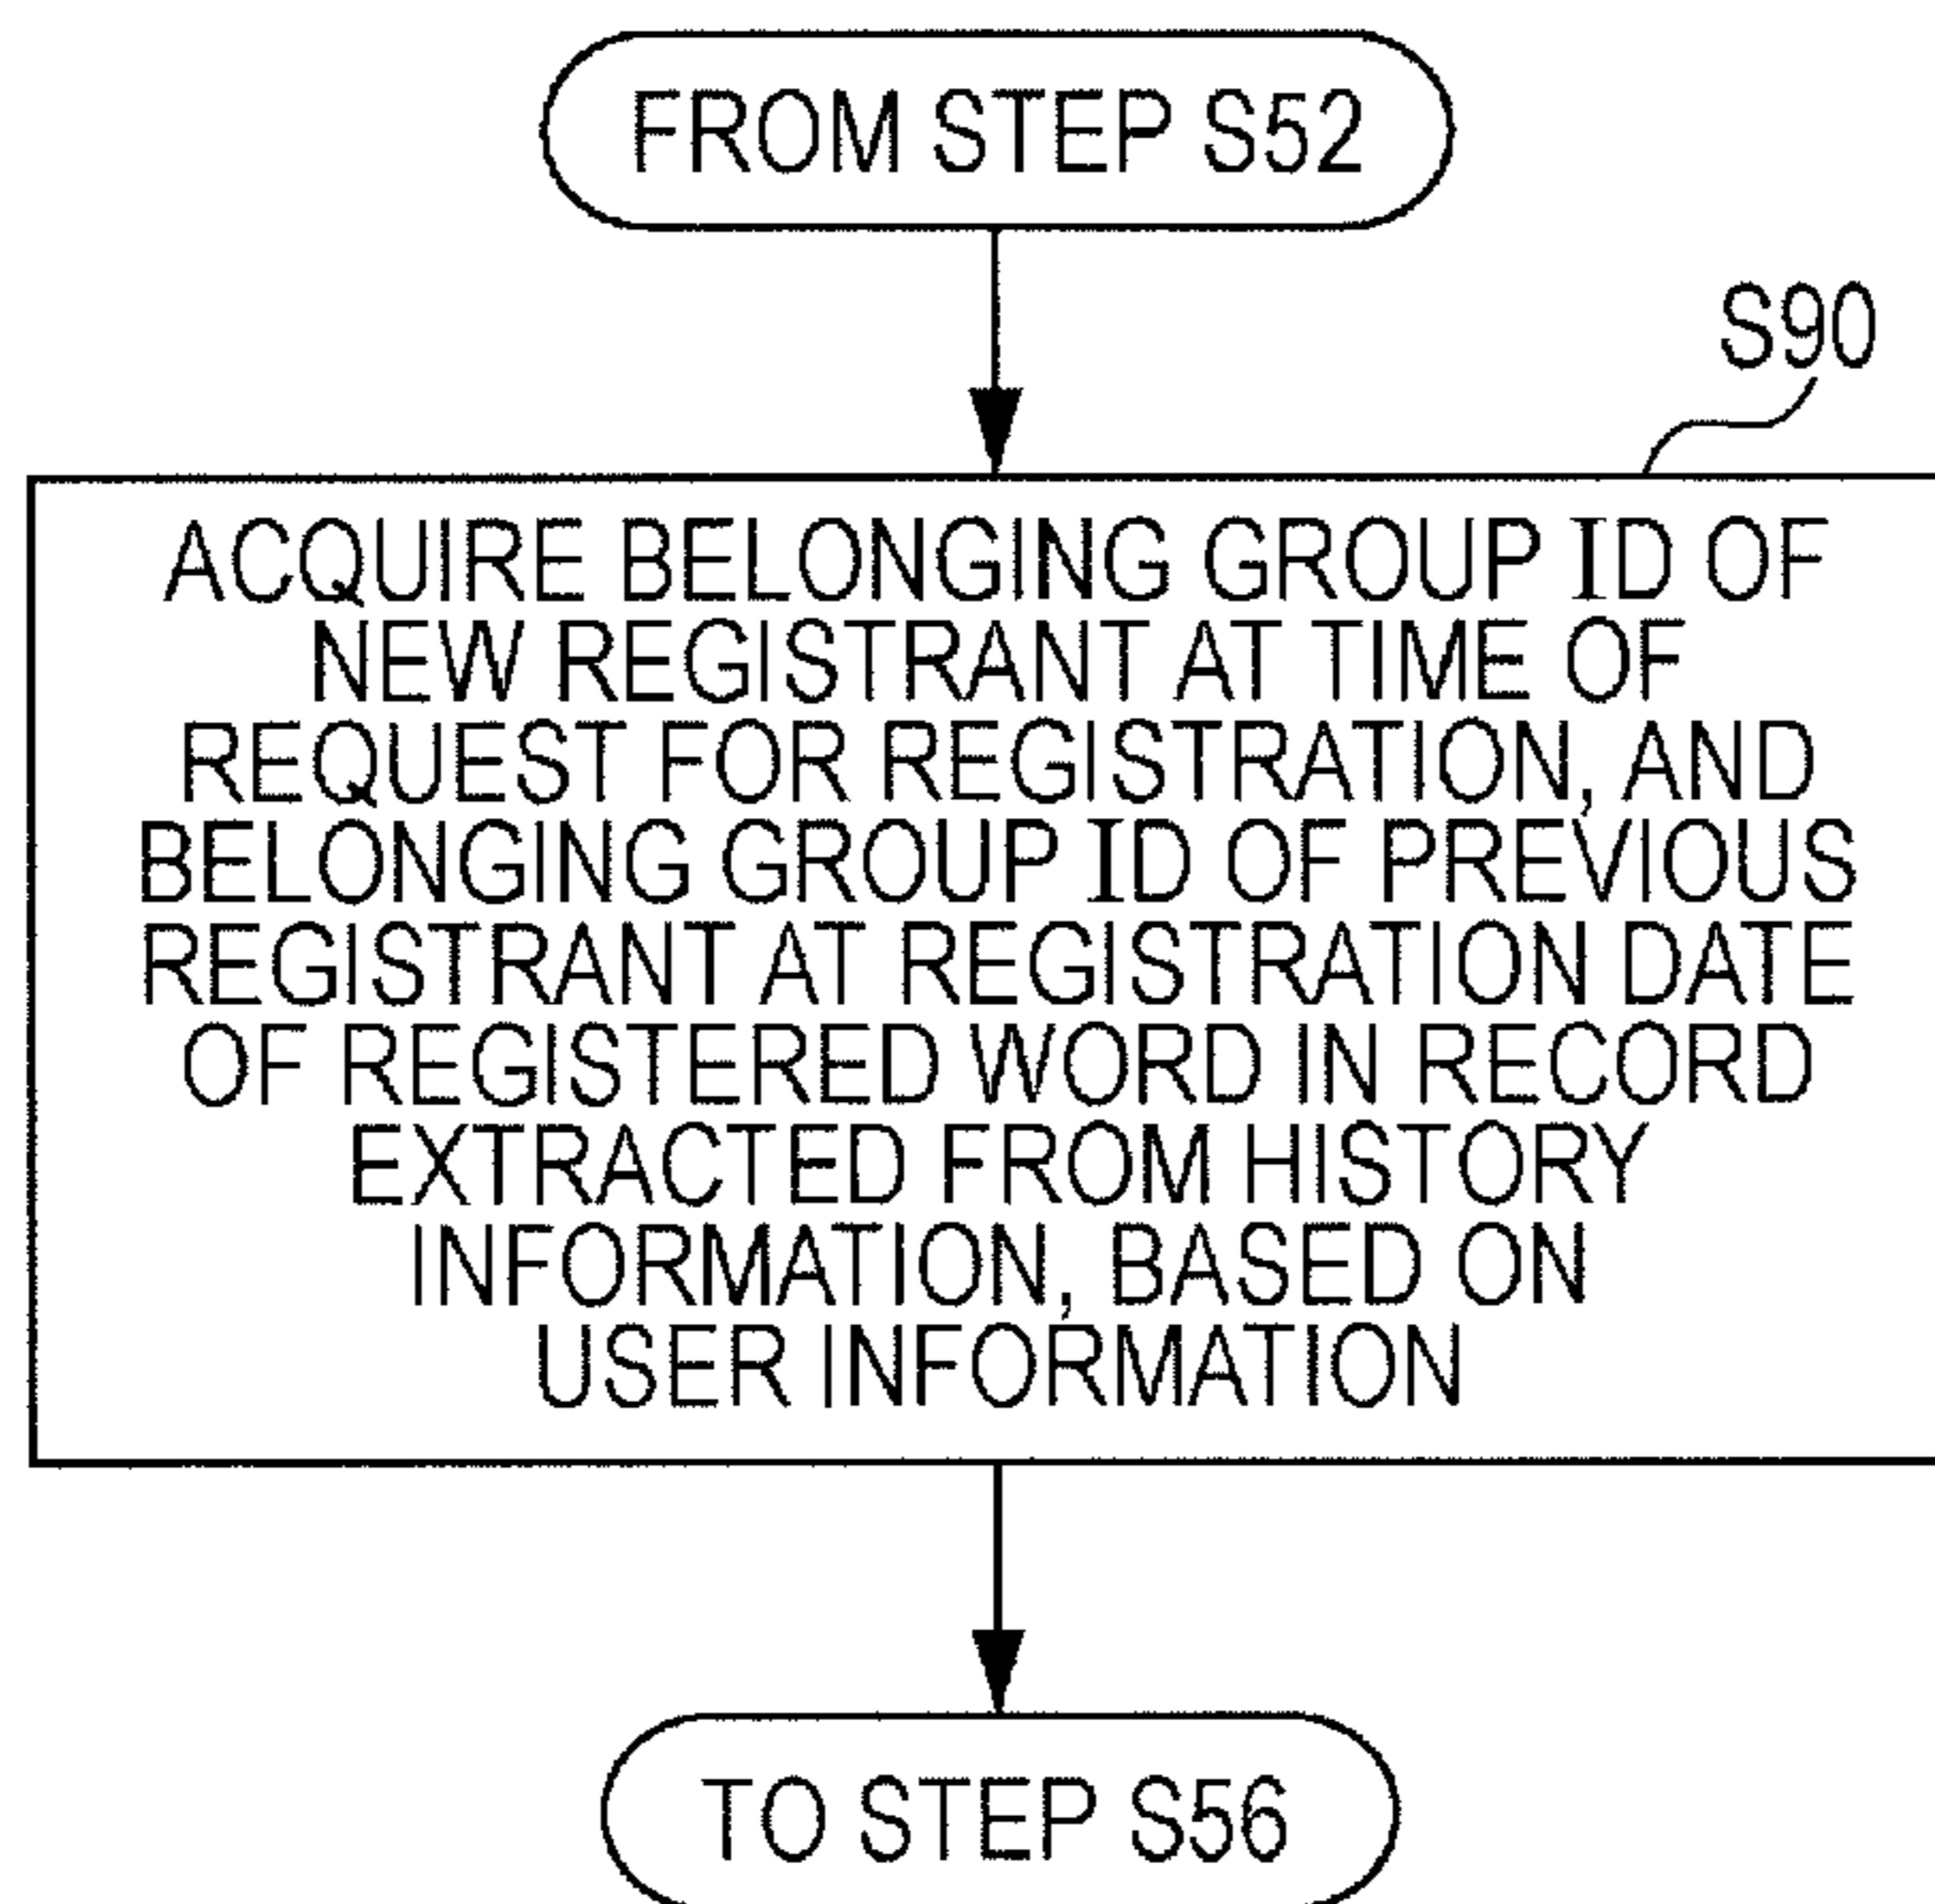 FROM STEP S52
S90
ACQUIRE BELONGING GROUP ID OF
NEW REGISTRANT AT TIME OF
REQUEST FOR REGISTRATION, AND
BELONGING GROUP ID OF PREVIOUS
REGISTRANT AT REGISTRATION DATE
OF REGISTERED WORD IN RECORD
EXTRACTED FROM HISTORY
INFORMATION, BASED ON
USER INFORMATION
TO STEP S56